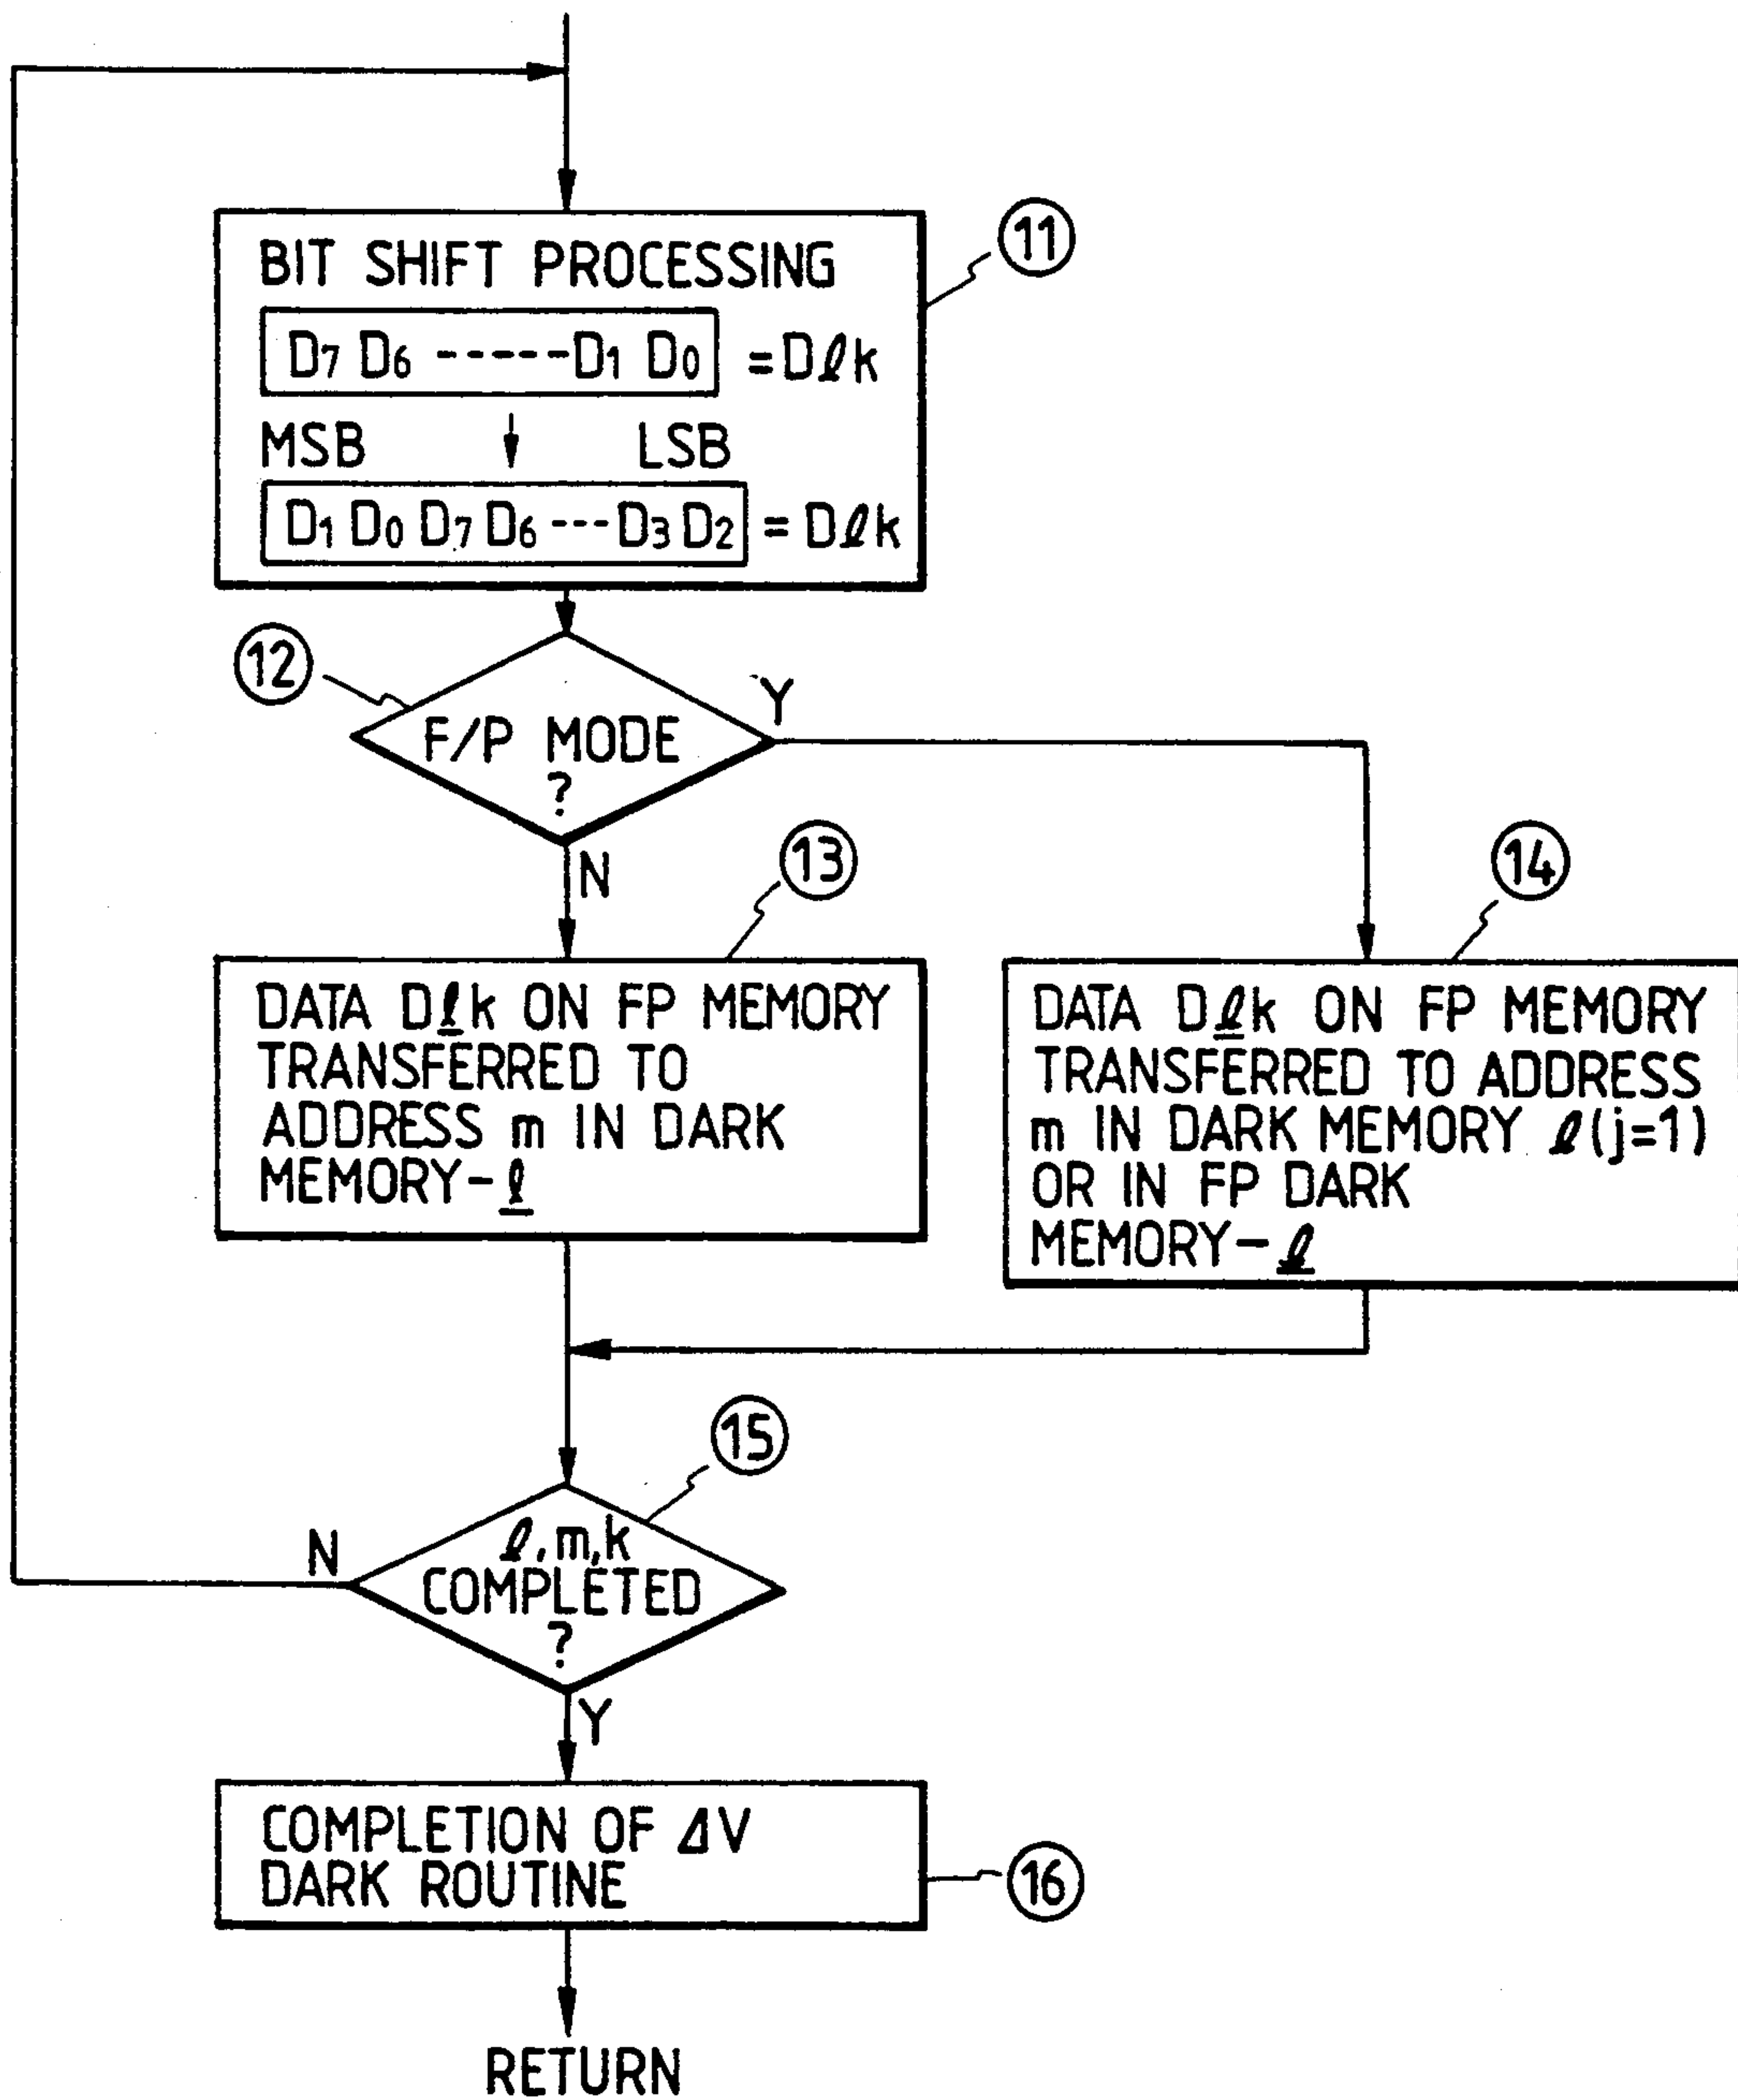 BIT SHIFT PROCESSING
D7 D6 ------D1 D0 =Dℓk
MSB LSB
D1 D0 D7 D6 ---D3 D2 =Dℓk
11
12
F/P MODE
?
Y
N
13
DATA Dℓk ON FP MEMORY
TRANSFERRED TO
ADDRESS m IN DARK
MEMORY-ℓ
14
DATA Dℓk ON FP MEMORY
TRANSFERRED TO ADDRESS
m IN DARK MEMORY ℓ(j=1)
OR IN FP DARK
MEMORY-ℓ
15
ℓ,m,k
COMPLETED
?
N
Y
COMPLETION OF ΔV
DARK ROUTINE
16
RETURN